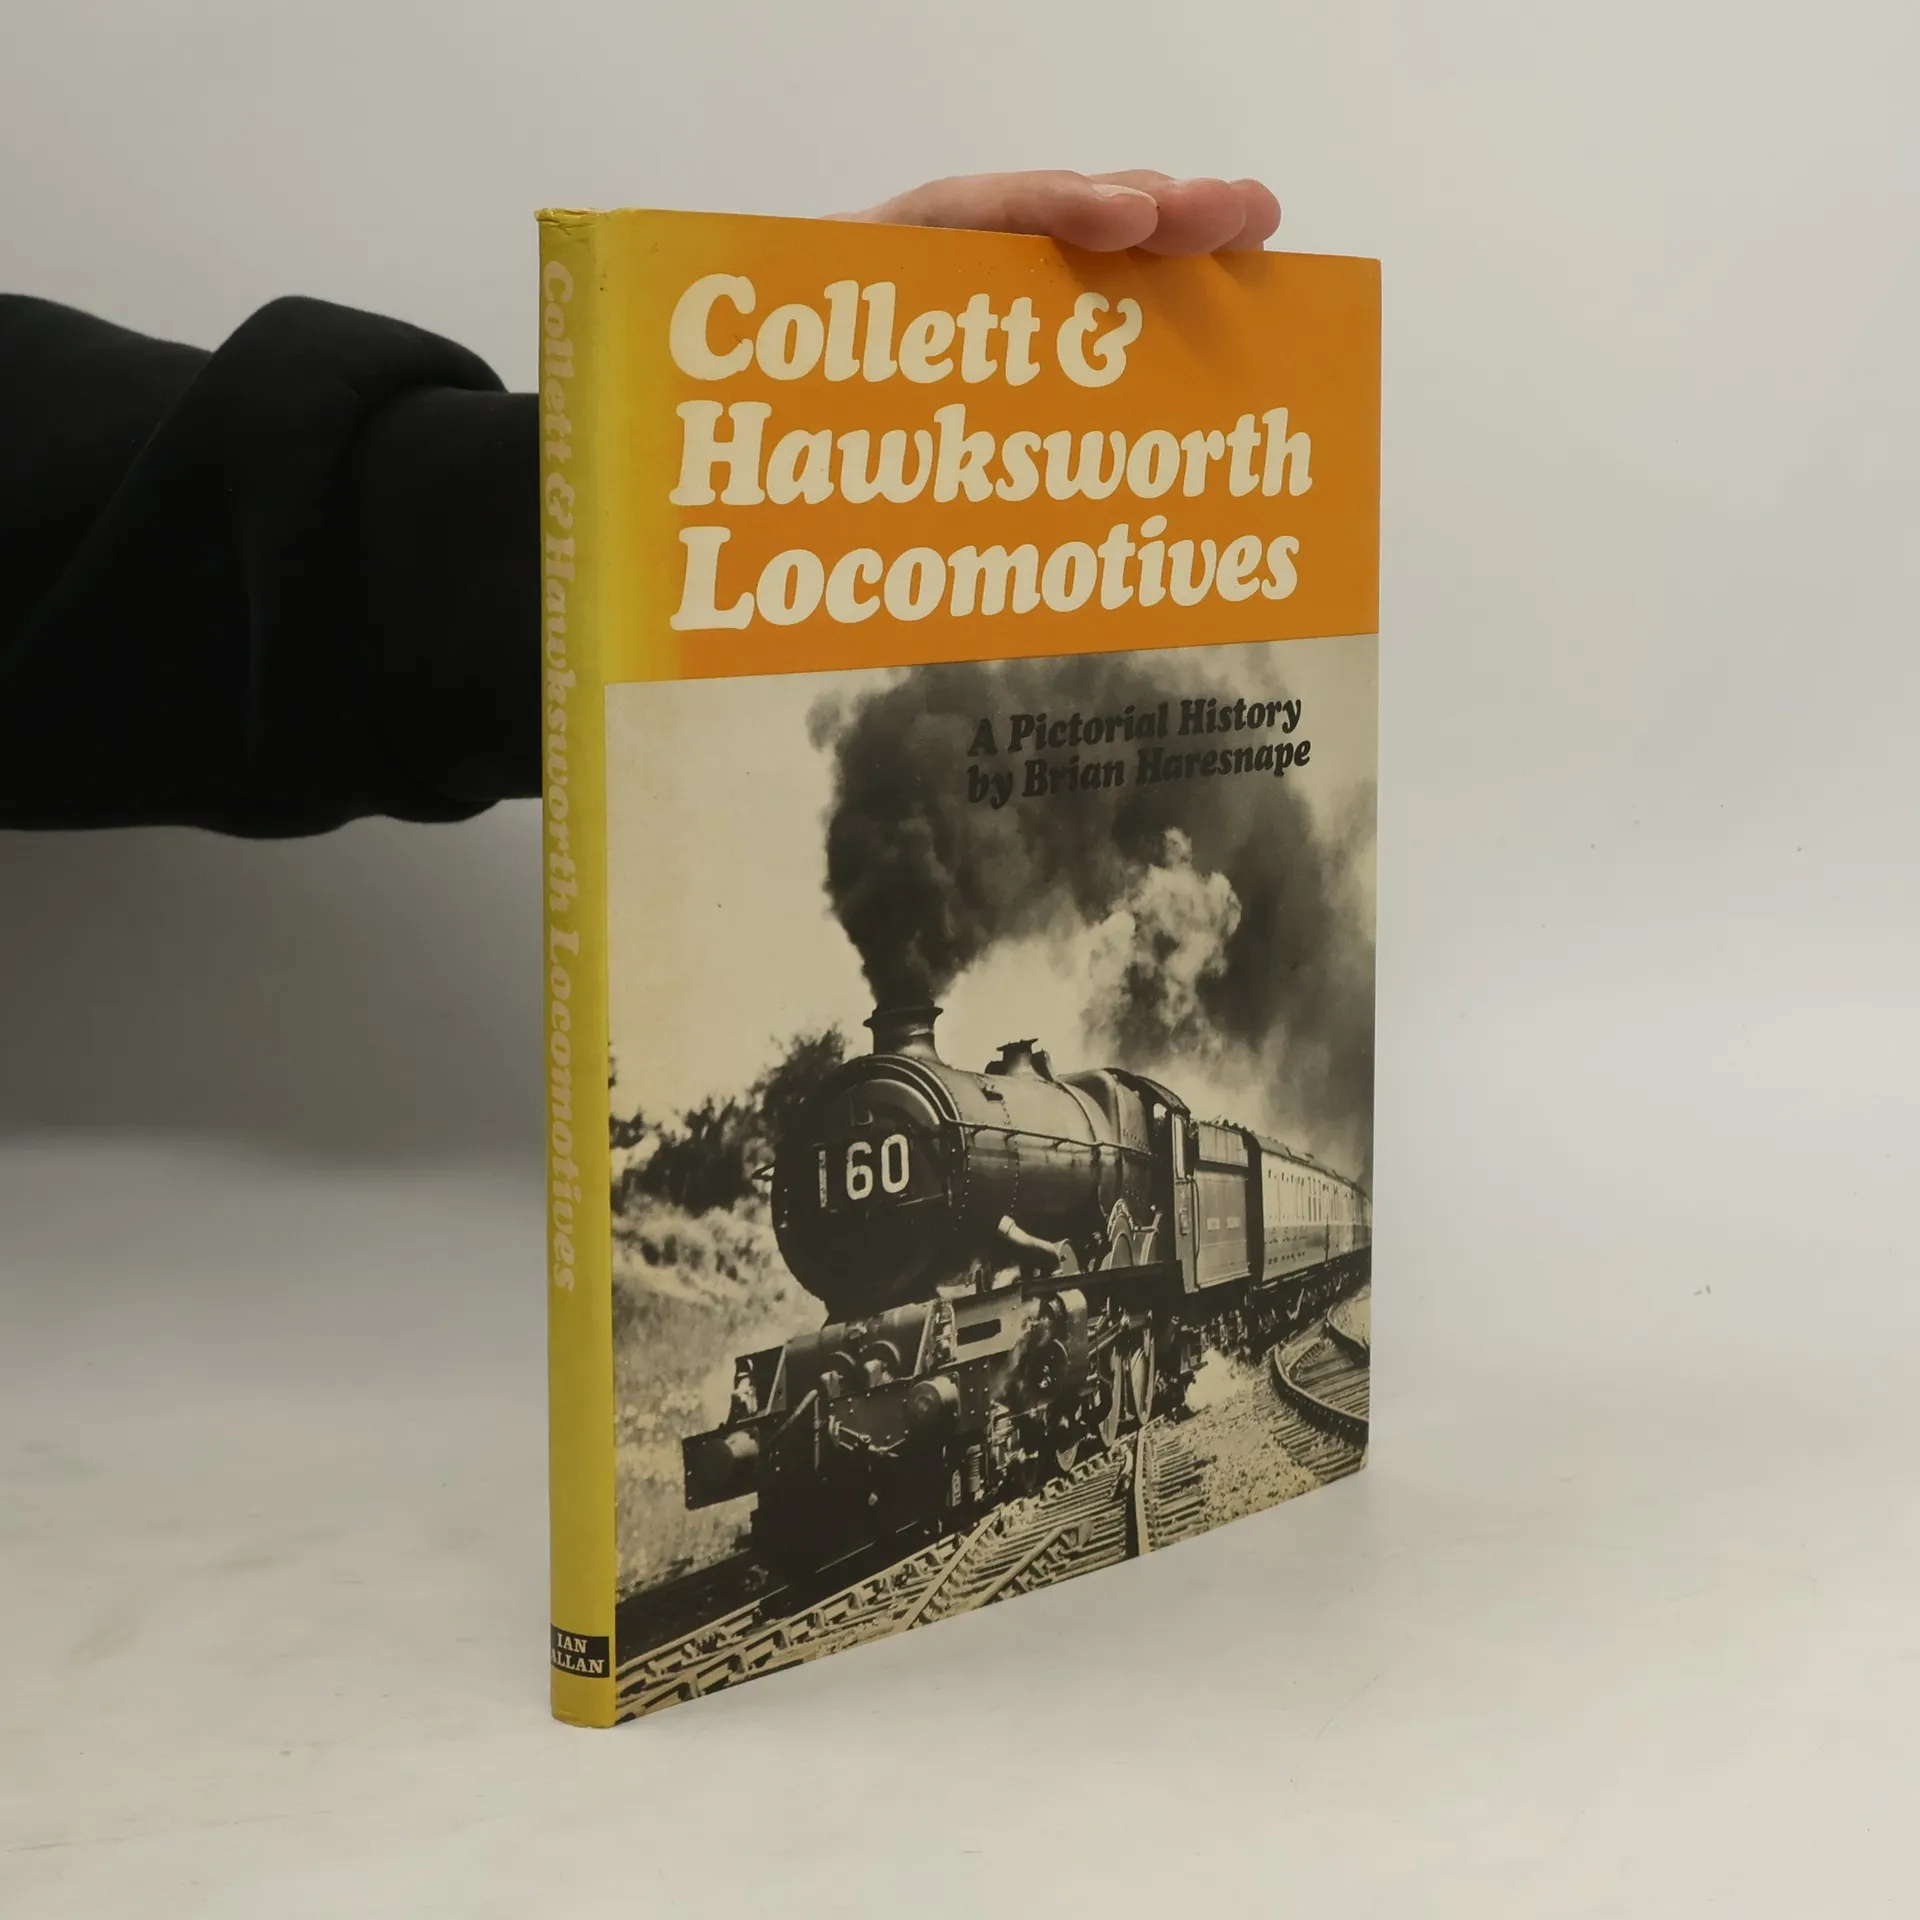 Collett &
Hawksworth
Locomotives
A Pictorial History
by Brian Haresnape
160
Collett & Hawksworth Locomotives
IAN
ALLAN